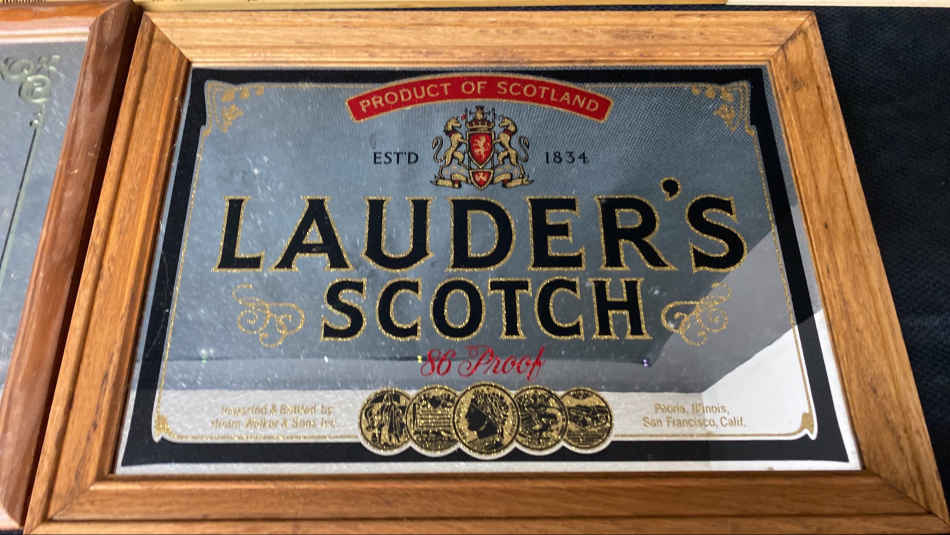 PRODUCT OF SCOTLAND
EST'D 1834
LAUDER'S
SCOTCH
86 Proof
Imported & Bottled by
Hiram Walker & Sons Inc.
Peoria, Illinois,
San Francisco, Calif.